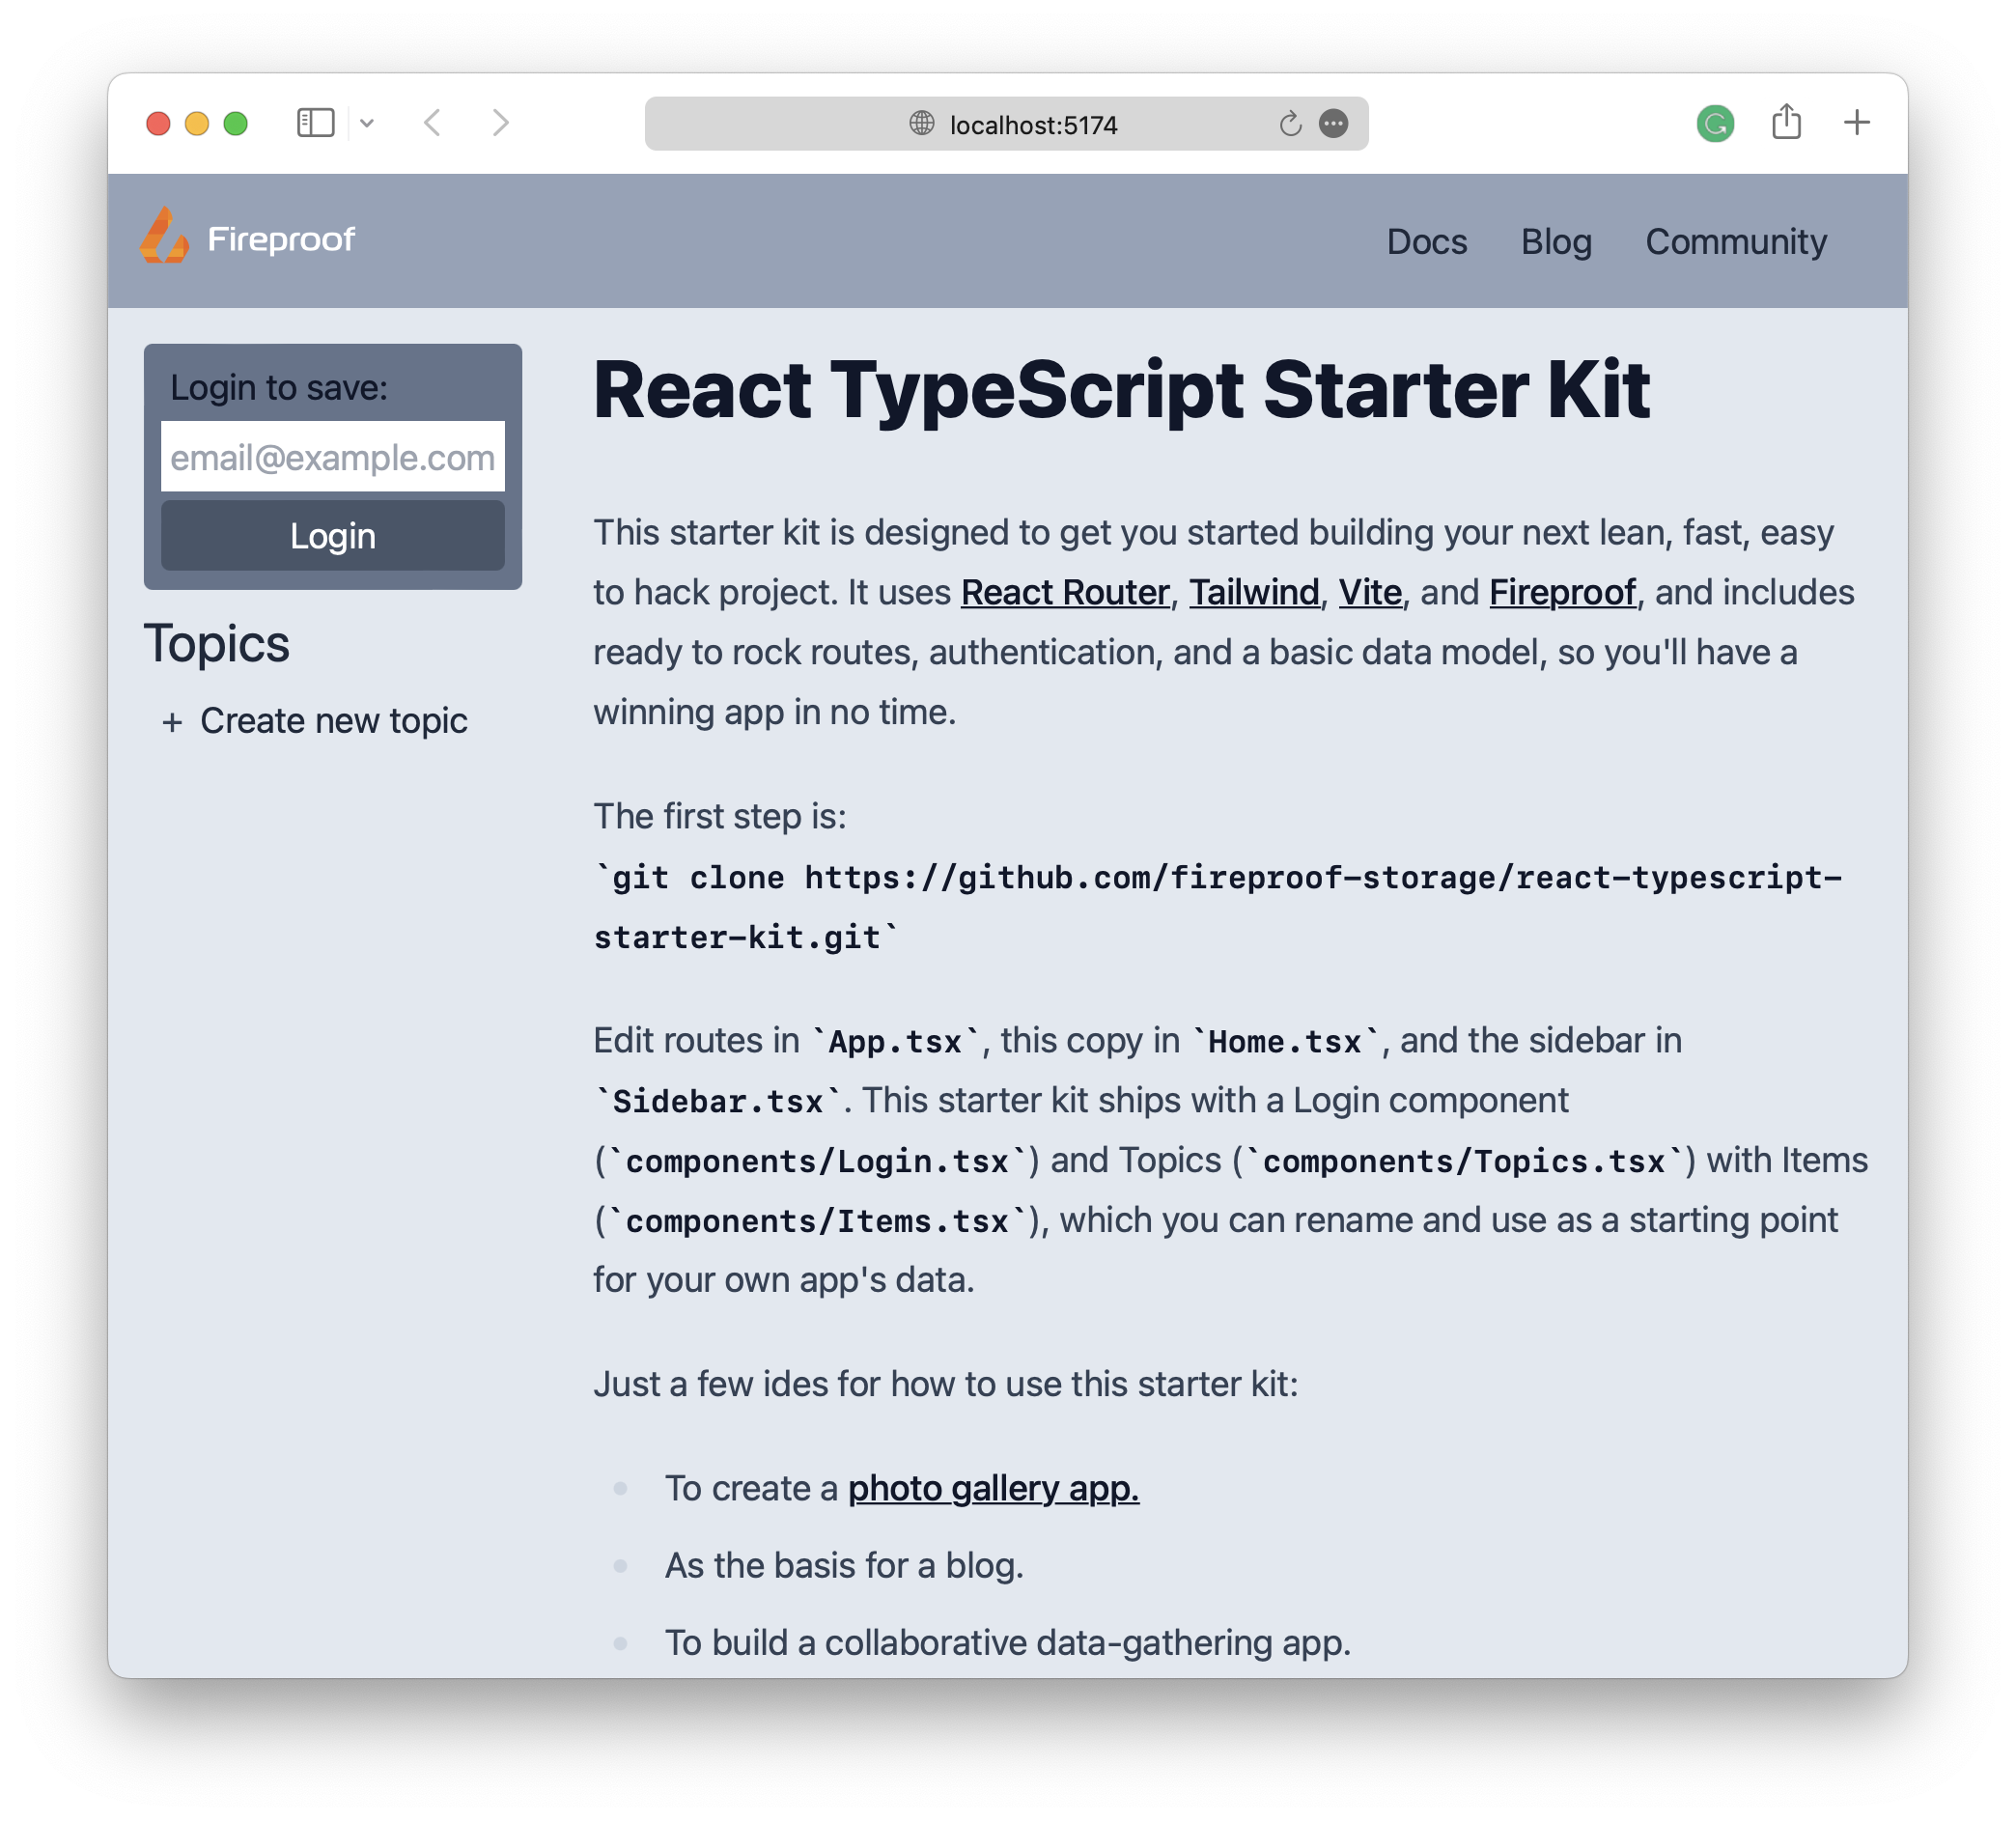 localhost:5174
Fireproof
Docs Blog Community
Login to save:
email@example.com
Login
Topics
+ Create new topic
React TypeScript Starter Kit
This starter kit is designed to get you started building your next lean, fast, easy
to hack project. It uses React Router, Tailwind, Vite, and Fireproof, and includes
ready to rock routes, authentication, and a basic data model, so you'll have a
winning app in no time.
The first step is:
`git clone https://github.com/fireproof-storage/react-typescript-
starter-kit.git`
Edit routes in `App.tsx`, this copy in `Home.tsx`, and the sidebar in
`Sidebar.tsx`. This starter kit ships with a Login component
(`components/Login.tsx`) and Topics (`components/Topics.tsx`) with Items
(`components/Items.tsx`), which you can rename and use as a starting point
for your own app's data.
Just a few ides for how to use this starter kit:
To create a photo gallery app.
As the basis for a blog.
To build a collaborative data-gathering app.